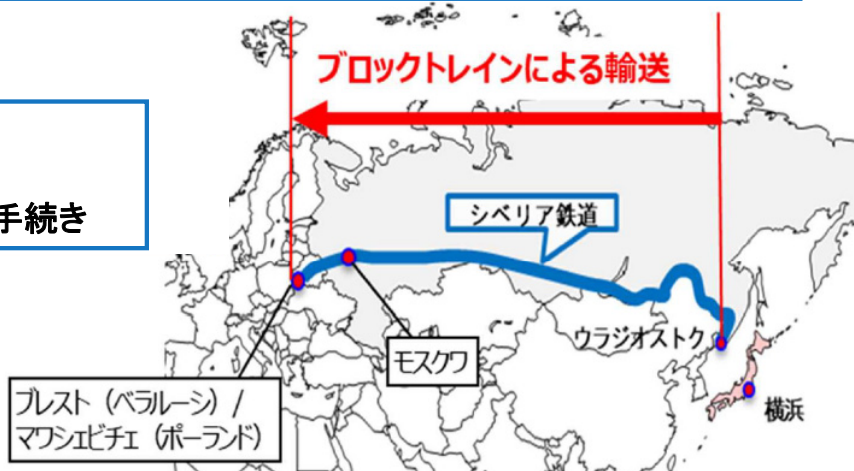 ブロックトレインによる輸送
手続き
シベリア鉄道
ウラジオストク
モスクワ
横浜
ブレスト（ベラルーシ）/
マワシェビチェ（ポーランド）